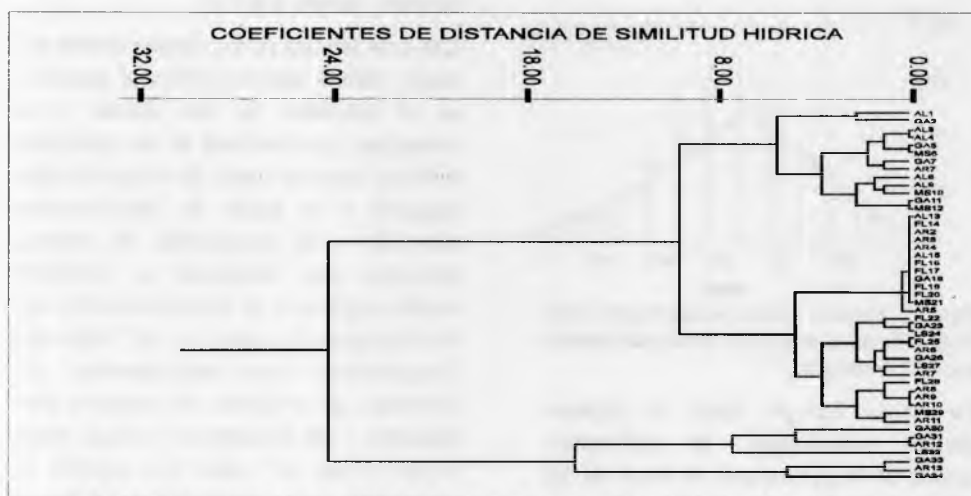 COEFICIENTES DE DISTANCIA DE SIMILITUD HIDRICA
32.00
24.00
18.00
8.00
0.00
AL1
GA2
AL3
AL4
GA5
MS6
GA7
AR7
AL8
AL9
MS10
GA11
MS12
AL13
FL14
AR2
AR3
AR4
AL15
FL16
FL17
GA18
FL19
FL20
MS21
AR5
FL22
GA23
LS24
FL25
AR6
GA26
LS27
AR7
FL28
AR8
AR9
AR10
MS29
AR11
GA30
GA31
AR12
GA33
AR13
GA34